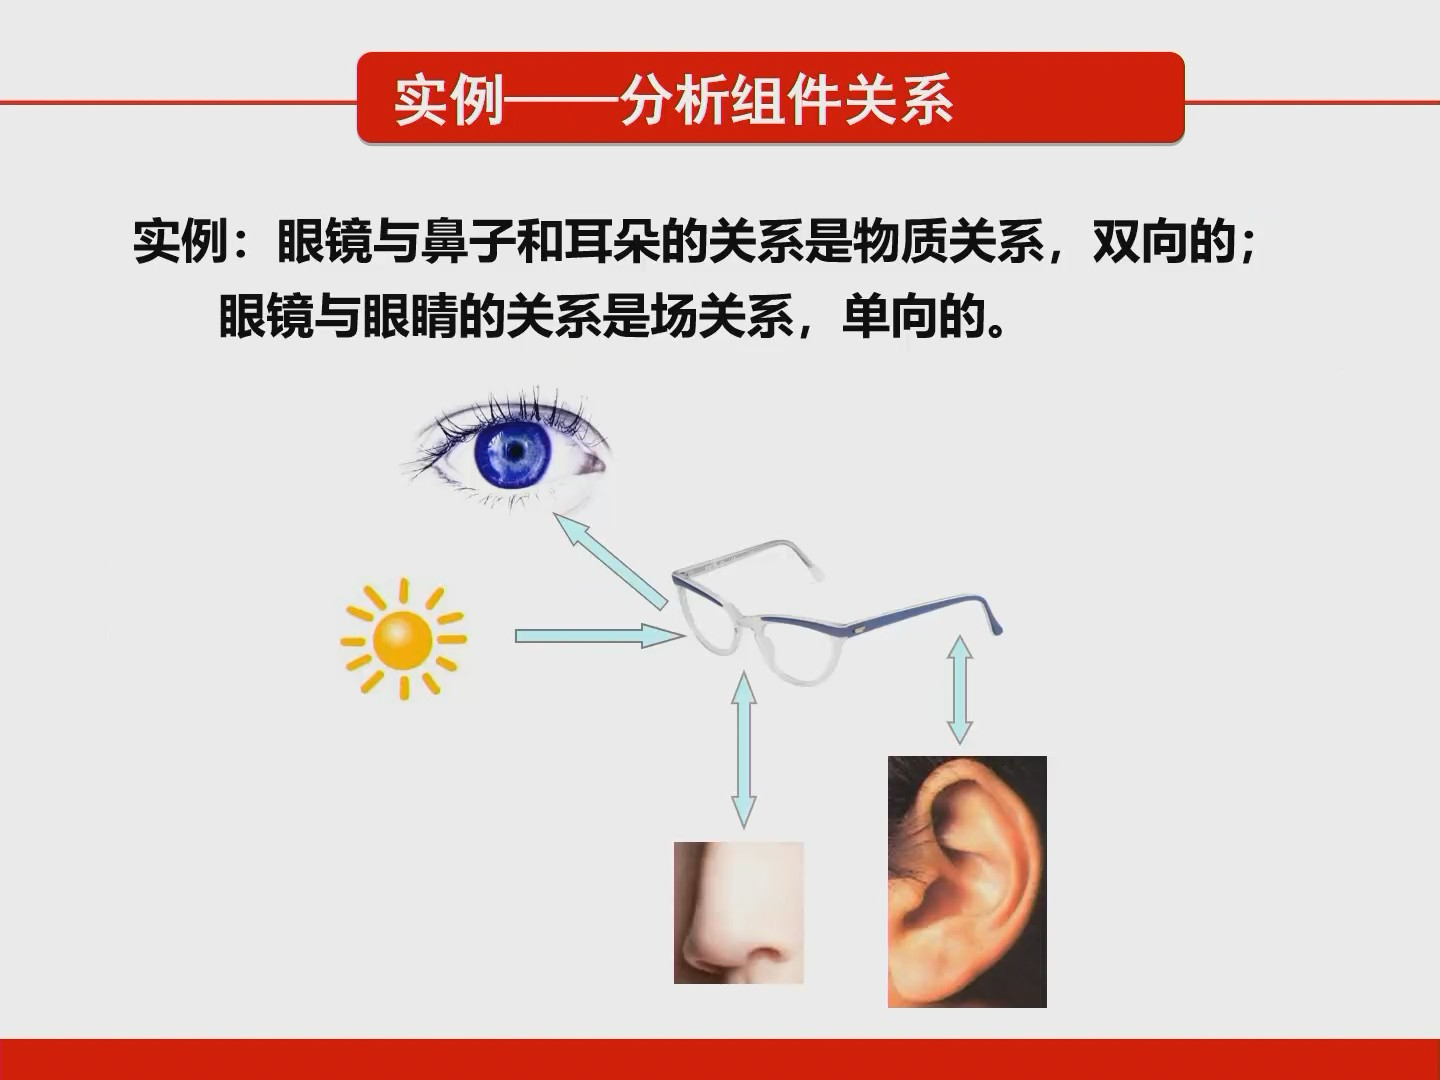 实例——分析组件关系
实例：眼镜与鼻子和耳朵的关系是物质关系，双向的；
眼镜与眼睛的关系是场关系，单向的。